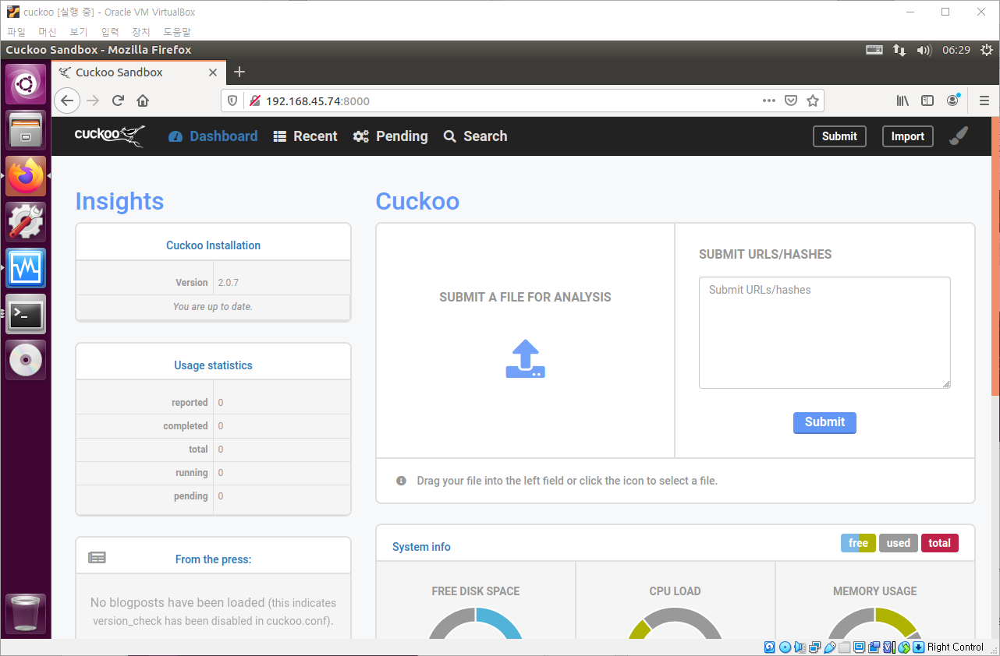 cuckoo [실행 중] - Oracle VM VirtualBox
파일 머신 보기 입력 장치 도움말
Cuckoo Sandbox - Mozilla Firefox
06:29
Cuckoo Sandbox
192.168.45.74:8000
cuckoo
Dashboard
Recent
Pending
Search
Submit
Import
Insights
Cuckoo Installation
Version 2.0.7
You are up to date.
Usage statistics
reported 0
completed 0
total 0
running 0
pending 0
From the press:
No blogposts have been loaded (this indicates
version_check has been disabled in cuckoo.conf).
Cuckoo
SUBMIT A FILE FOR ANALYSIS
SUBMIT URLS/HASHES
Submit URLs/hashes
Submit
Drag your file into the left field or click the icon to select a file.
System info
free used total
FREE DISK SPACE
CPU LOAD
MEMORY USAGE
Right Control